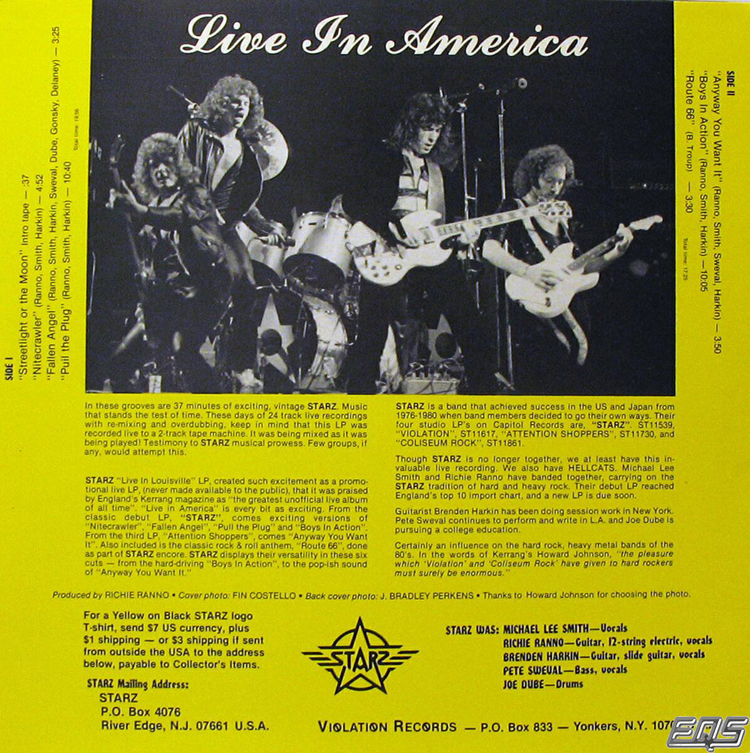 Live In America
SIDE I
"Streetlight or the Moon" Intro tape — :37
"Nitecrawler" (Ranno, Smith, Harkin) — 4:52
"Fallen Angel" (Ranno, Smith, Harkin, Sweval, Dube, Gonsky, Delaney) — 3:25
"Pull the Plug" (Ranno, Smith, Harkin) — 10:40
Total time: 19:56
SIDE II
"Anyway You Want It" (Ranno, Smith, Sweval, Harkin) — 3:50
"Boys In Action" (Ranno, Smith, Harkin) — 10:05
"Route 66" (B. Troup) — 3:30
Total time: 17:25
In these grooves are 37 minutes of exciting, vintage STARZ. Music
that stands the test of time. These days of 24 track live recordings
with re-mixing and overdubbing, keep in mind that this LP was
recorded live to a 2-track tape machine. It was being mixed as it was
being played! Testimony to STARZ musical prowess. Few groups, if
any, would attempt this.
STARZ "Live In Louisville" LP, created such excitement as a promo-
tional live LP, (never made available to the public), that it was praised
by England's Kerrang magazine as "the greatest unofficial live album
of all time". "Live in America" is every bit as exciting. From the
classic debut LP, "STARZ", comes exciting versions of
"Nitecrawler", "Fallen Angel", "Pull the Plug" and "Boys In Action".
From the third LP, "Attention Shoppers", comes "Anyway You Want
It". Also included is the classic rock & roll anthem, "Route 66", done
as part of STARZ encore. STARZ displays their versatility in these six
cuts — from the hard-driving "Boys in Action", to the pop-ish sound
of "Anyway You Want It."
STARZ is a band that achieved success in the US and Japan from
1976-1980 when band members decided to go their own ways. Their
four studio LP's on Capitol Records are, "STARZ". ST11539,
"VIOLATION", ST11617, "ATTENTION SHOPPERS", ST11730, and
"COLISEUM ROCK", ST11861.
Though STARZ is no longer together, we at least have this in-
valuable live recording. We also have HELLCATS. Michael Lee
Smith and Richie Ranno have banded together, carrying on the
STARZ tradition of hard and heavy rock. Their debut LP reached
England's top 10 import chart, and a new LP is due soon.
Guitarist Brenden Harkin has been doing session work in New York.
Pete Sweval continues to perform and write in L.A. and Joe Dube is
pursuing a college education.
Certainly an influence on the hard rock, heavy metal bands of the
80's. In the words of Kerrang's Howard Johnson, "the pleasure
which 'Violation' and 'Coliseum Rock' have given to hard rockers
must surely be enormous."
Produced by RICHIE RANNO • Cover photo: FIN COSTELLO • Back cover photo: J. BRADLEY PERKENS • Thanks to Howard Johnson for choosing the photo.
For a Yellow on Black STARZ logo
T-shirt, send $7 US currency, plus
$1 shipping — or $3 shipping if sent
from outside the USA to the address
below, payable to Collector's Items.
STARZ Mailing Address:
STARZ
P.O. Box 4076
River Edge, N.J. 07661 U.S.A.
STARZ
STARZ WAS: MICHAEL LEE SMITH—Vocals
RICHIE RANNO—Guitar, 12-string electric, vocals
BRENDEN HARKIN—Guitar, slide guitar, vocals
PETE SWEVAL—Bass, vocals
JOE DUBE—Drums
VIOLATION RECORDS — P.O. Box 833 — Yonkers, N.Y. 107
EQS